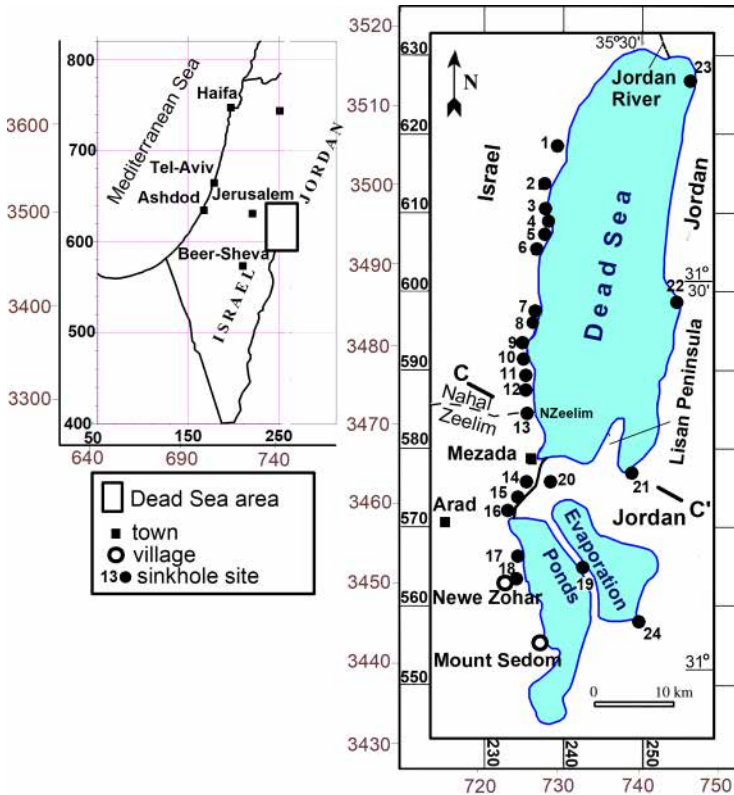 800
700
600
500
400
3600
3500
3400
3300
50
150
250
640
690
740
Mediterranean Sea
Haifa
Tel-Aviv
Ashdod
Jerusalem
Beer-Sheva
ISRAEL
JORDAN
Dead Sea area
town
village
13 sinkhole site
3520
3510
3500
3490
3480
3470
3460
3450
3440
3430
630
620
610
600
590
580
570
560
550
230
240
250
720
730
740
750
N
35º30'
Jordan
River
23
1
2
3
4
5
6
7
8
9
10
11
12
13
Israel
Jordan
Dead Sea
31º
30'
22
C
Nahal
Zeelim
NZeelim
Lisan Peninsula
Mezada
14
15
16
20
21
C'
Arad
Jordan
Evaporation
Ponds
17
18
19
Newe Zohar
24
Mount Sedom
31º
0 10 km